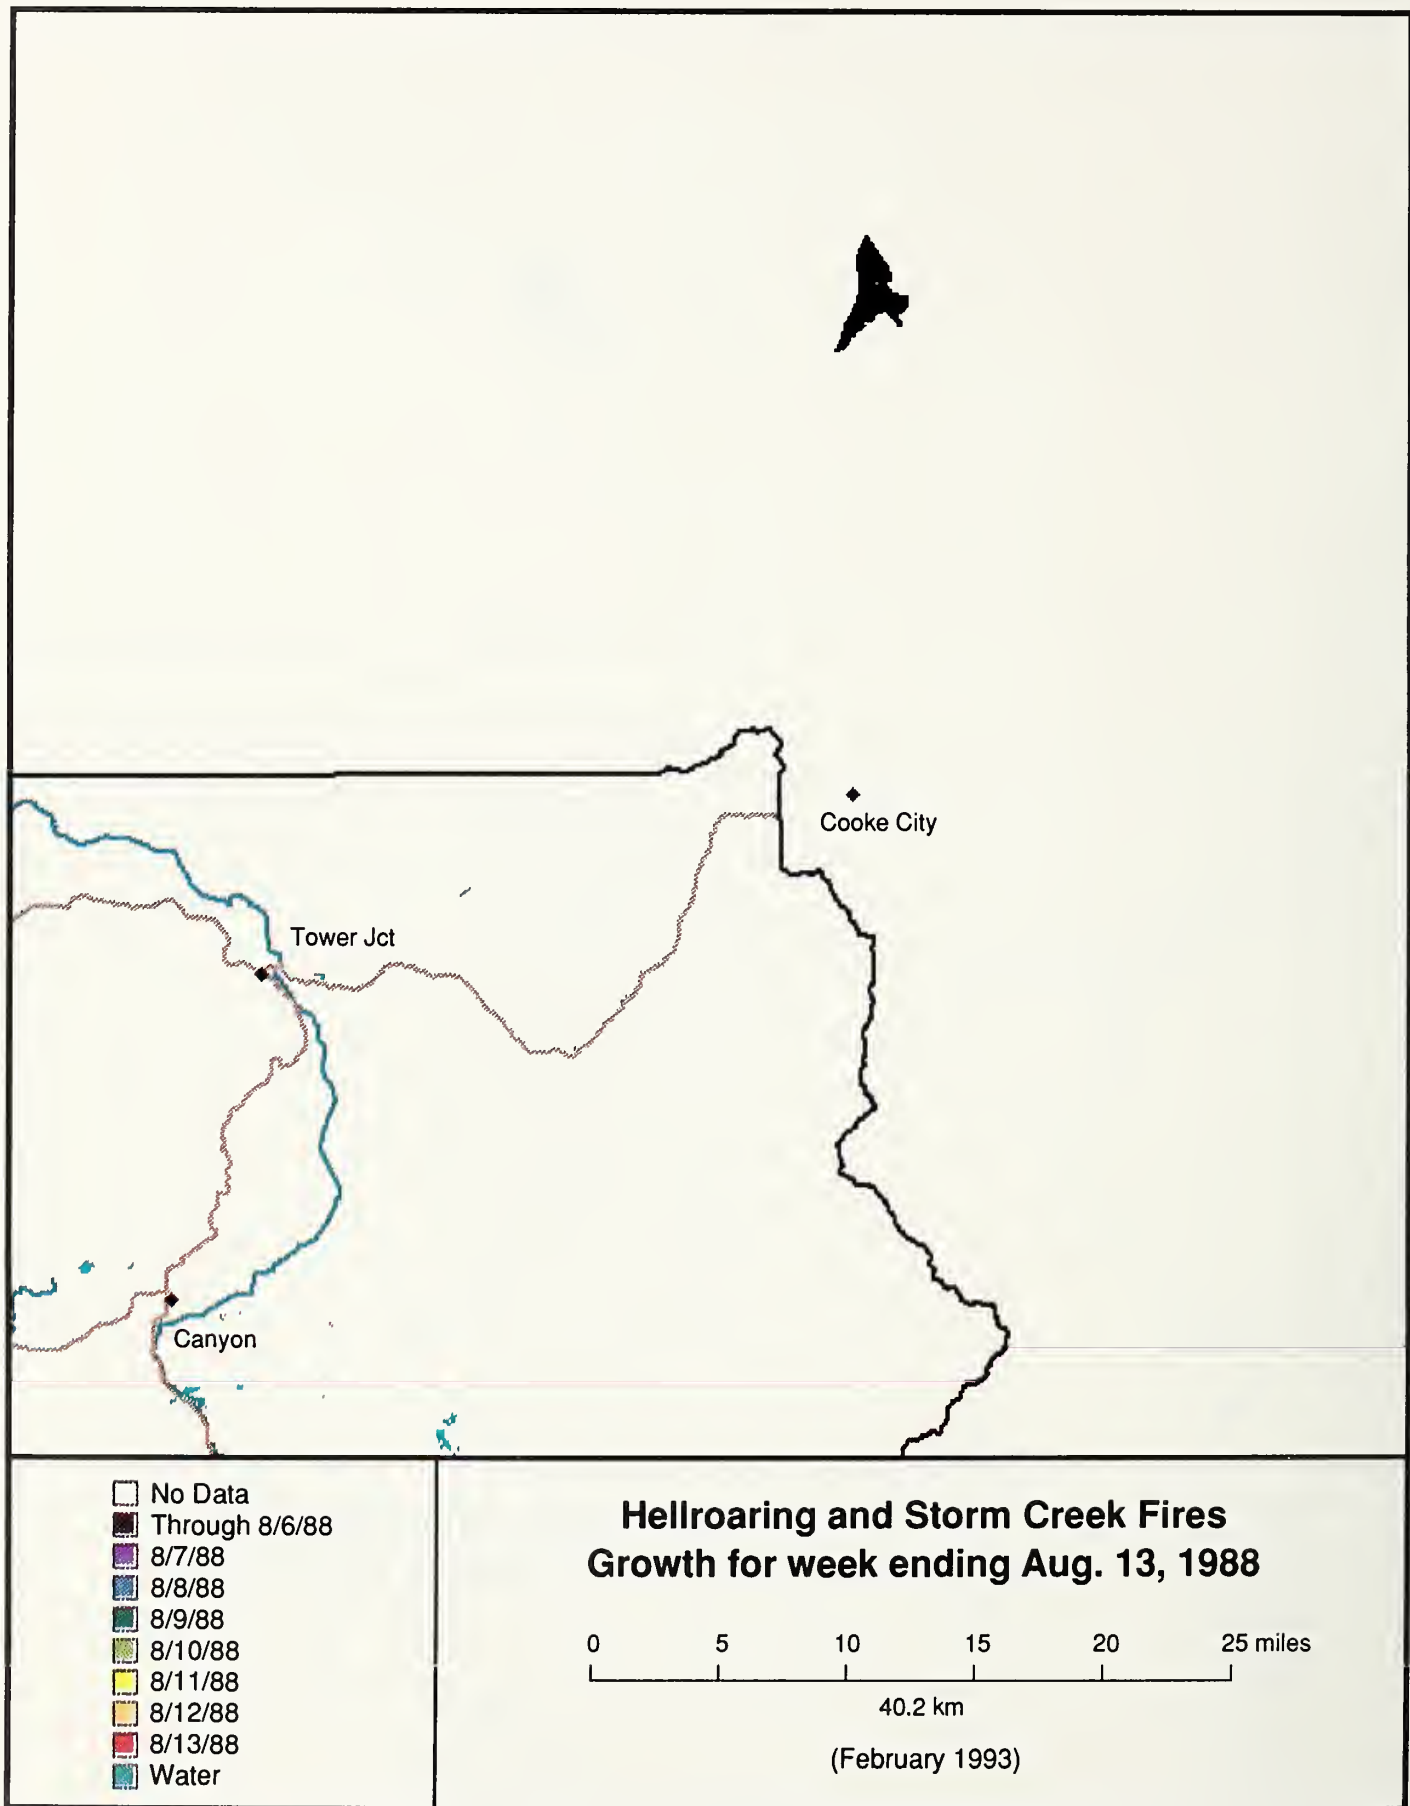 Cooke City
Tower Jct
Canyon
No Data
Through 8/6/88
8/7/88
8/8/88
8/9/88
8/10/88
8/11/88
8/12/88
8/13/88
Water
Hellroaring and Storm Creek Fires
Growth for week ending Aug. 13, 1988
0 5 10 15 20 25 miles
40.2 km
(February 1993)